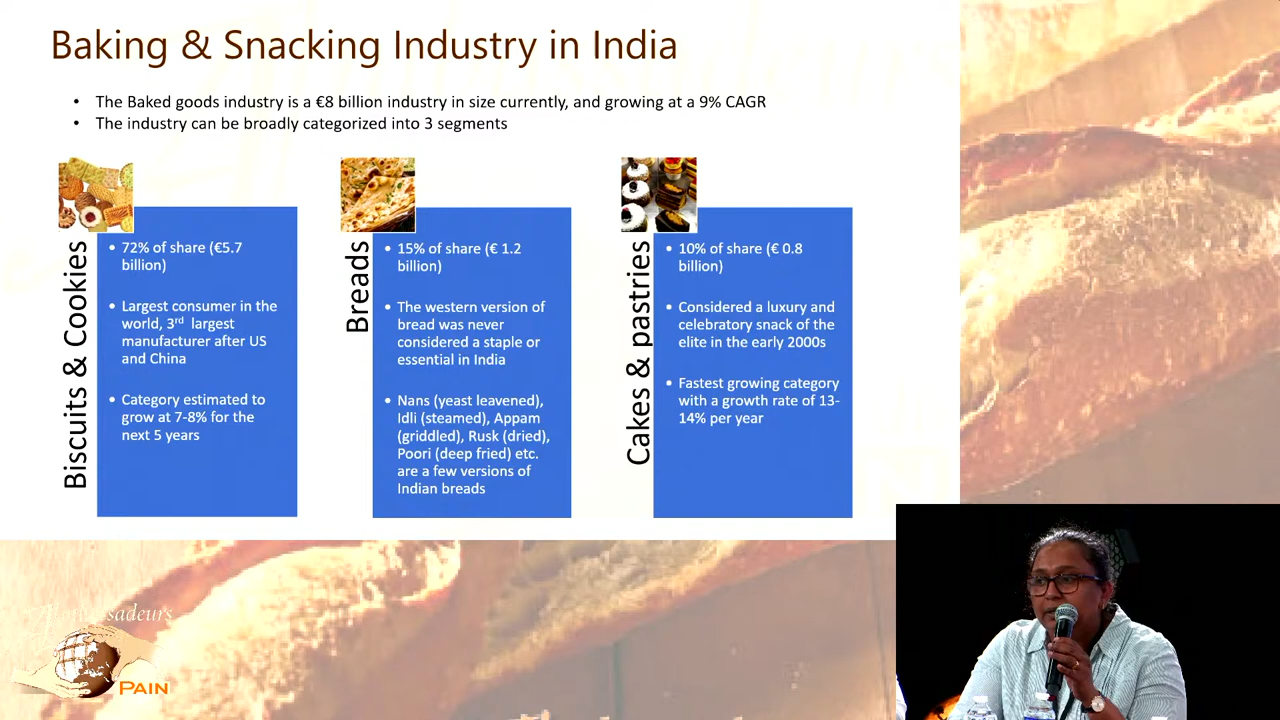 Baking & Snacking Industry in India
• The Baked goods industry is a €8 billion industry in size currently, and growing at a 9% CAGR
• The industry can be broadly categorized into 3 segments
Biscuits & Cookies
• 72% of share (€5.7
billion)
• Largest consumer in the
world, 3rd largest
manufacturer after US
and China
• Category estimated to
grow at 7-8% for the
next 5 years
Breads
• 15% of share (€ 1.2
billion)
• The western version of
bread was never
considered a staple or
essential in India
• Nans (yeast leavened),
Idli (steamed), Appam
(griddled), Rusk (dried),
Poori (deep fried) etc.
are a few versions of
Indian breads
Cakes & pastries
• 10% of share (€ 0.8
billion)
• Considered a luxury and
celebratory snack of the
elite in the early 2000s
• Fastest growing category
with a growth rate of 13-
14% per year
Ambassadeurs
PAIN